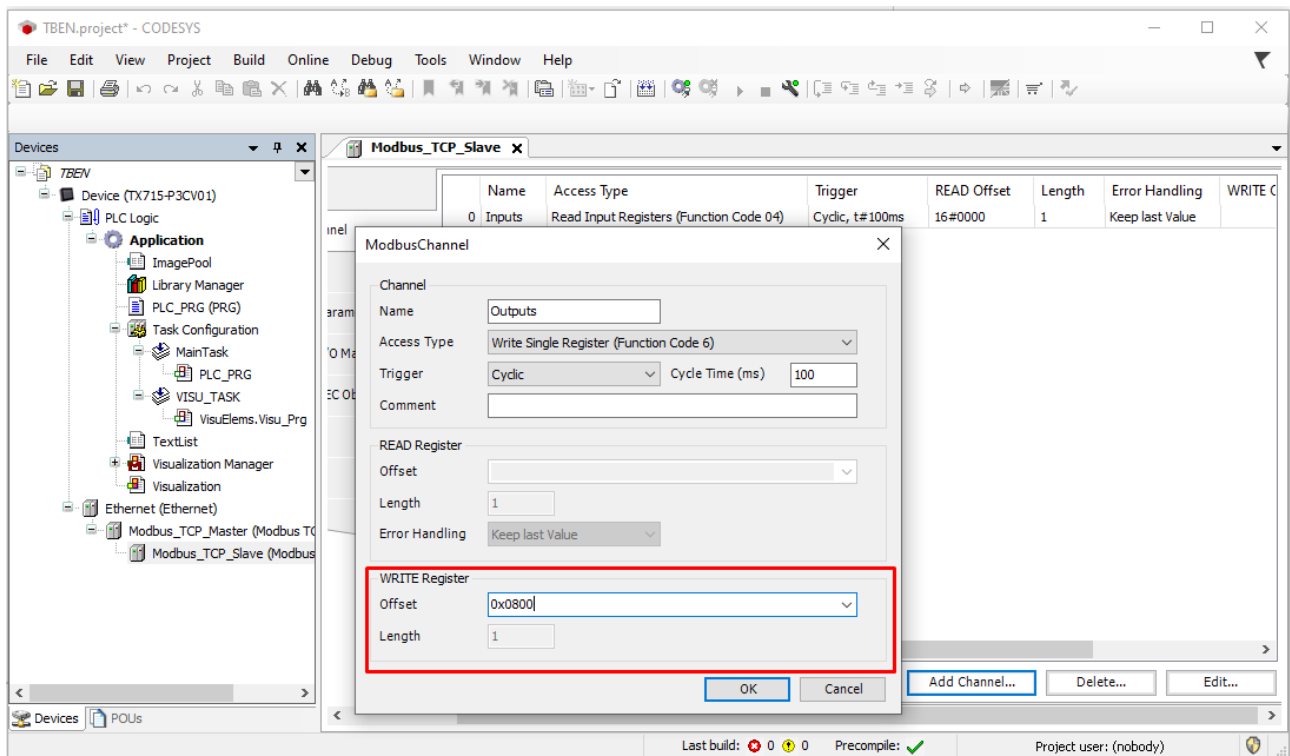 TBEN.project* - CODESYS
File Edit View Project Build Online Debug Tools Window Help
Devices
Modbus_TCP_Slave x
TBEN
Device (TX715-P3CV01)
PLC Logic
Application
ImagePool
Library Manager
PLC_PRG (PRG)
Task Configuration
MainTask
PLC_PRG
VISU_TASK
VisuElems.Visu_Prg
TextList
Visualization Manager
Visualization
Ethernet (Ethernet)
Modbus_TCP_Master (Modbus TC
Modbus_TCP_Slave (Modbus
Devices POUs
Name Access Type Trigger READ Offset Length Error Handling WRITE O
0 Inputs Read Input Registers (Function Code 04) Cyclic, t#100ms 16#0000 1 Keep last Value
nnel
aram
/O Ma
EC Ob
ModbusChannel
Channel
Name Outputs
Access Type Write Single Register (Function Code 6)
Trigger Cyclic Cycle Time (ms) 100
Comment
READ Register
Offset
Length 1
Error Handling Keep last Value
WRITE Register
Offset 0x0800
Length 1
OK Cancel
Add Channel... Delete... Edit...
Last build: 0 0 Precompile: Project user: (nobody)